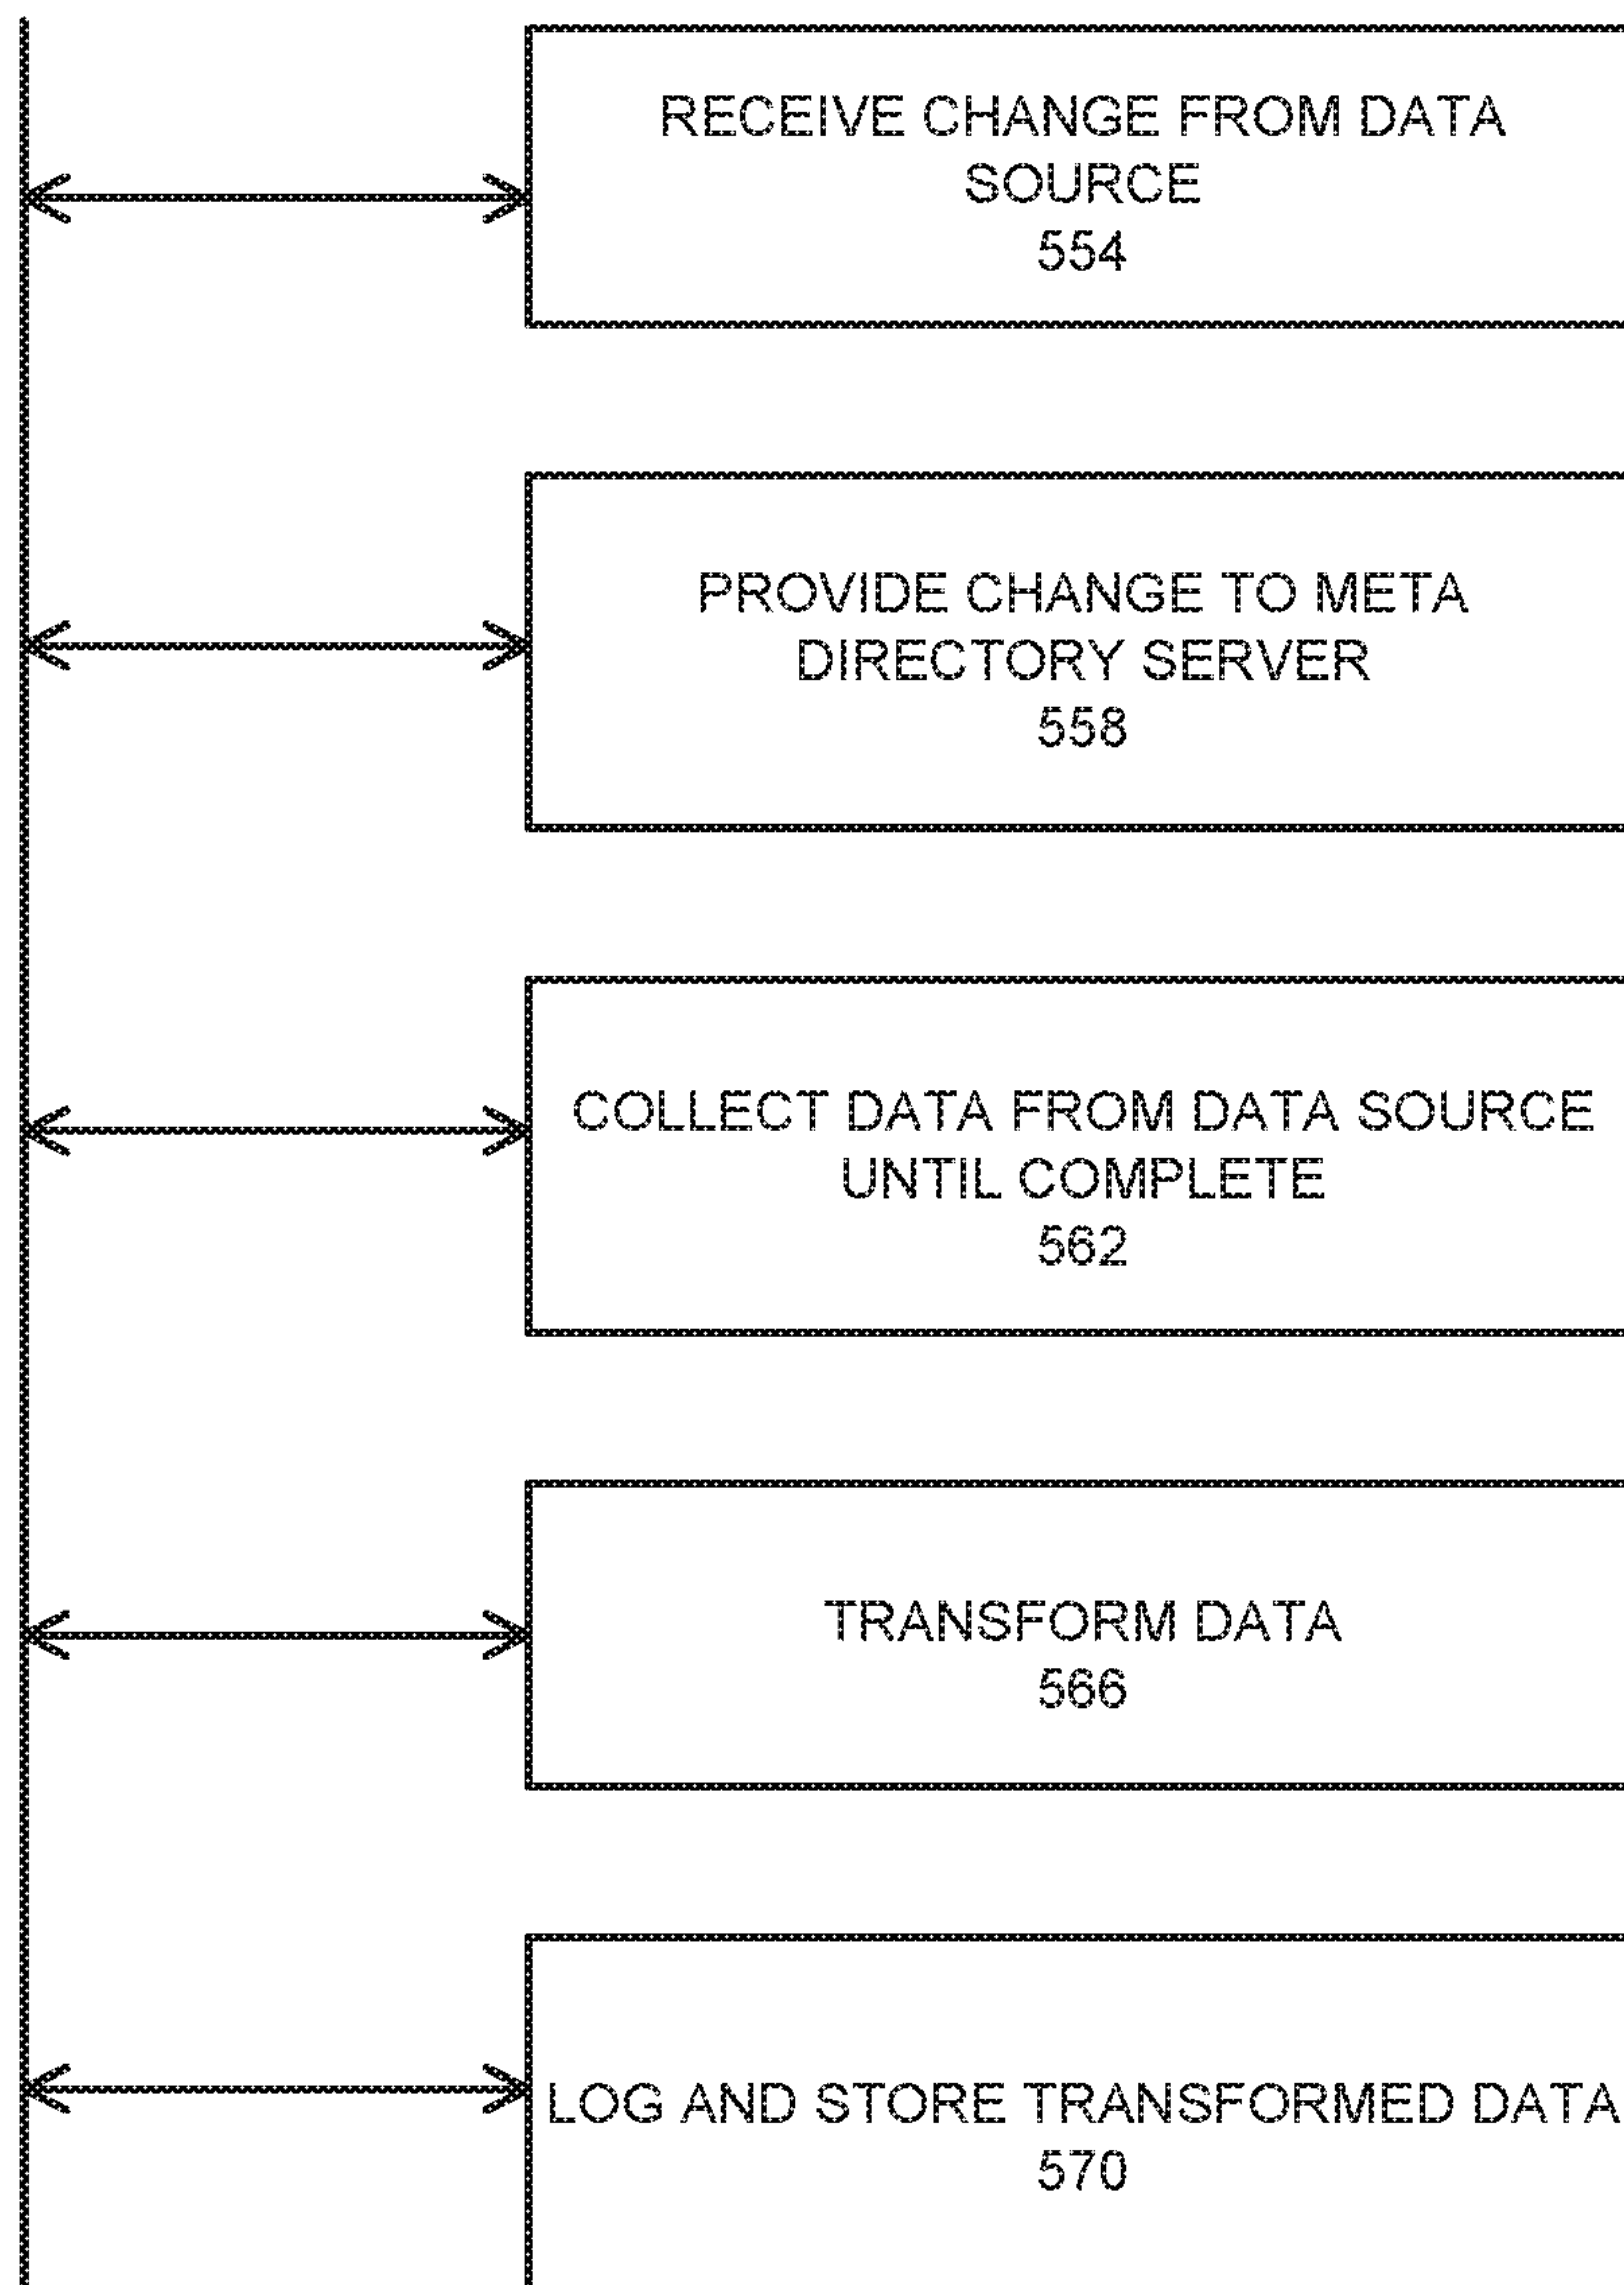 RECEIVE CHANGE FROM DATA
SOURCE
554
PROVIDE CHANGE TO META
DIRECTORY SERVER
558
COLLECT DATA FROM DATA SOURCE
UNTIL COMPLETE
562
TRANSFORM DATA
566
LOG AND STORE TRANSFORMED DATA
570